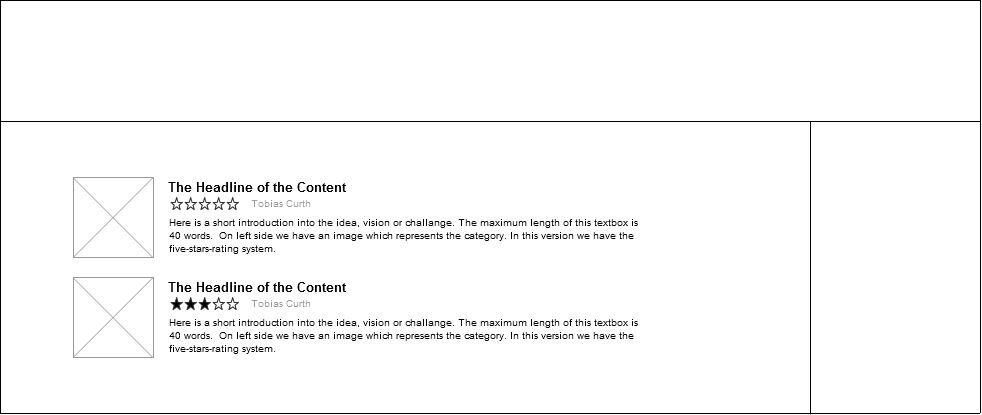 The Headline of the Content
☆☆☆☆☆ Tobias Curth
Here is a short introduction into the idea, vision or challange. The maximum length of this textbox is
40 words.  On left side we have an image which represents the category. In this version we have the
five-stars-rating system.
The Headline of the Content
★★★☆☆ Tobias Curth
Here is a short introduction into the idea, vision or challange. The maximum length of this textbox is
40 words.  On left side we have an image which represents the category. In this version we have the
five-stars-rating system.